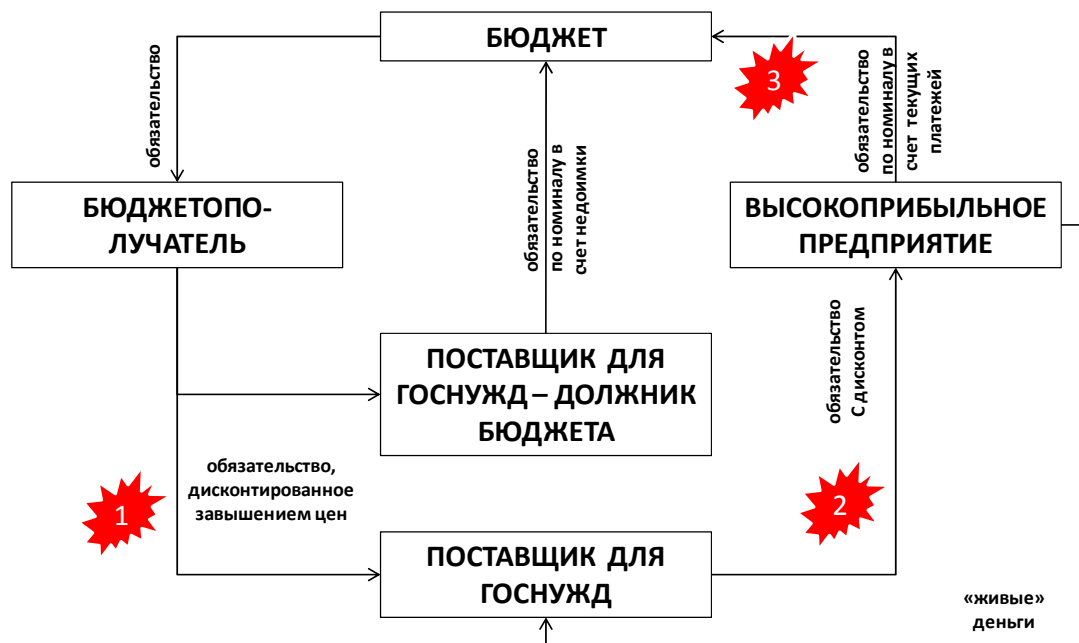 БЮДЖЕТ
обязательство
3
обязательство
по номиналу в
счет текущих
платежей
БЮДЖЕТОПО-
ЛУЧАТЕЛЬ
обязательство
по номиналу в
счет недоимки
ВЫСОКОПРИБЫЛЬНОЕ
ПРЕДПРИЯТИЕ
ПОСТАВЩИК ДЛЯ
ГОСНУЖД – ДОЛЖНИК
БЮДЖЕТА
обязательство
С дисконтом
обязательство,
дисконтированное
завышением цен
1
2
ПОСТАВЩИК ДЛЯ
ГОСНУЖД
«живые»
деньги